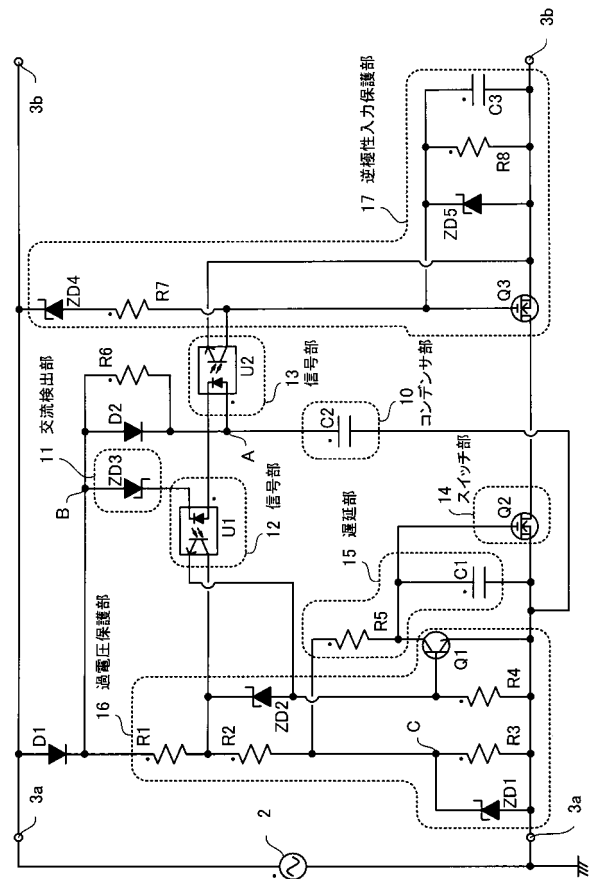 3b
3b
17 逆極性入力保護部
C3
R8
ZD5
ZD4
R7
Q3
U2
13 信号部
R6
D2
11 交流検出部
ZD3
B
A
C2
10
コンデンサ部
U1
12 信号部
14
スイッチ部
Q2
15 遅延部
R5
C1
16 過電圧保護部
D1
R1
R2
ZD2
Q1
R4
C
R3
ZD1
3a
3a
2